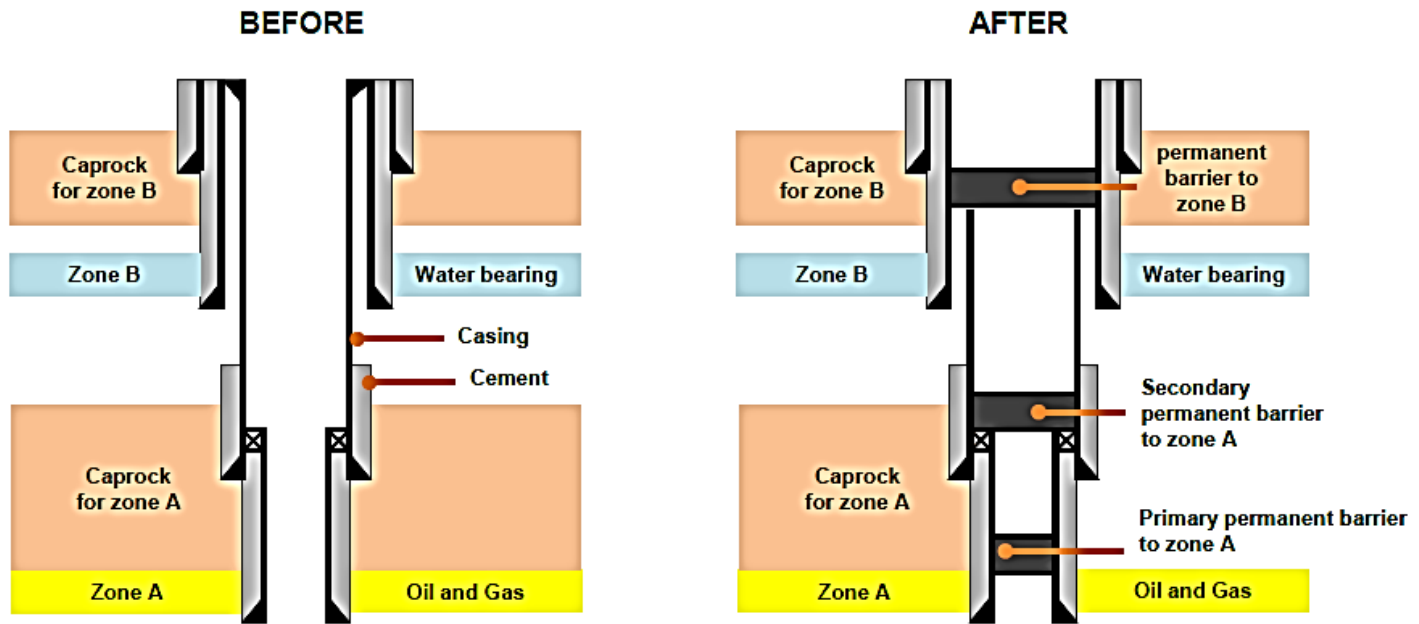 BEFORE
Caprock
for zone B
Zone B
Water bearing
Casing
Cement
Caprock
for zone A
Zone A
Oil and Gas
AFTER
Caprock
for zone B
permanent
barrier to
zone B
Zone B
Water bearing
Secondary
permanent barrier
to zone A
Caprock
for zone A
Primary permanent barrier
to zone A
Zone A
Oil and Gas